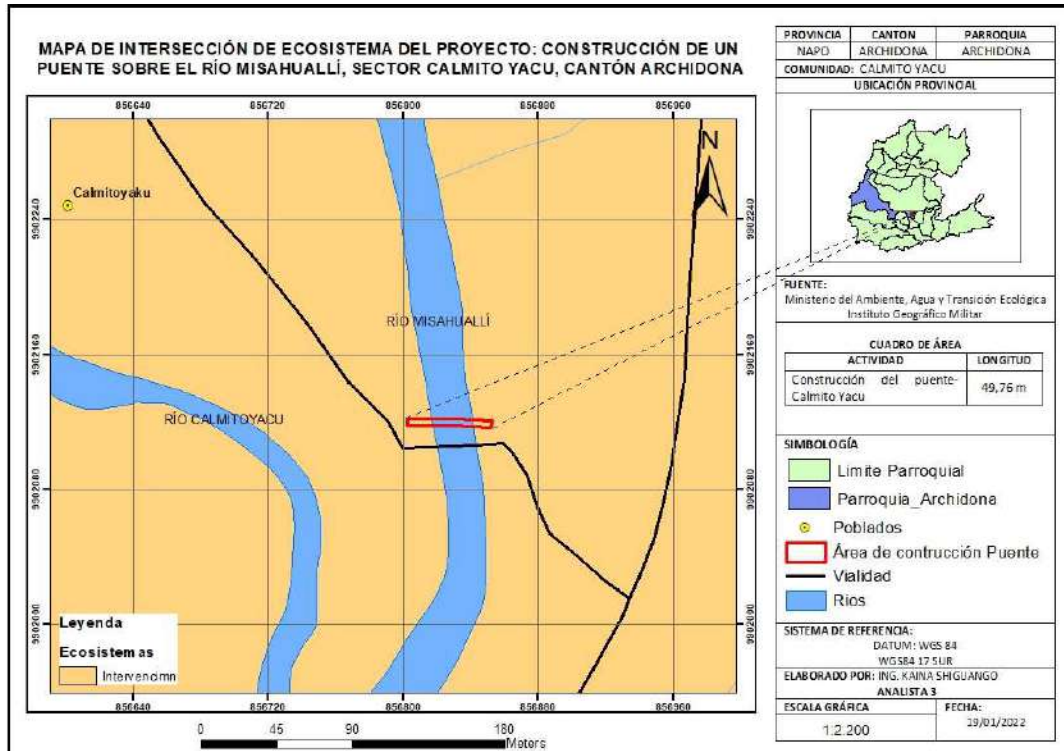 MAPA DE INTERSECCIÓN DE ECOSISTEMA DEL PROYECTO: CONSTRUCCIÓN DE UN
PUENTE SOBRE EL RÍO MISAHUALLÍ, SECTOR CALMITO YACU, CANTÓN ARCHIDONA
856640 856720 856800 856880 856960
N
Calmitoyaku
9902240 9902240
RÍO MISAHUALLÍ
9902160 9902160
RÍO CALMITOYACU
9902080 9902080
9902000 9902000
Leyenda
Ecosistemas
Intervencimn
856640 856720 856800 856880 856960
0 45 90 180
Meters
PROVINCIA CANTON PARROQUIA
NAPO ARCHIDONA ARCHIDONA
COMUNIDAD: CALMITO YACU
UBICACIÓN PROVINCIAL
FUENTE:
Ministerio del Ambiente, Agua y Transición Ecológica
Instituto Geográfico Militar
CUADRO DE ÁREA
ACTIVIDAD LONGITUD
Construcción del puente- 49,76 m
Calmito Yacu
SIMBOLOGÍA
Limite Parroquial
Parroquia_Archidona
Poblados
Área de contrucción Puente
Vialidad
Rios
SISTEMA DE REFERENCIA:
DATUM: WGS 84
WGS84 17 SUR
ELABORADO POR: ING. KAINA SHIGUANGO
ANALISTA 3
ESCALA GRÁFICA FECHA:
1:2.200 19/01/2022